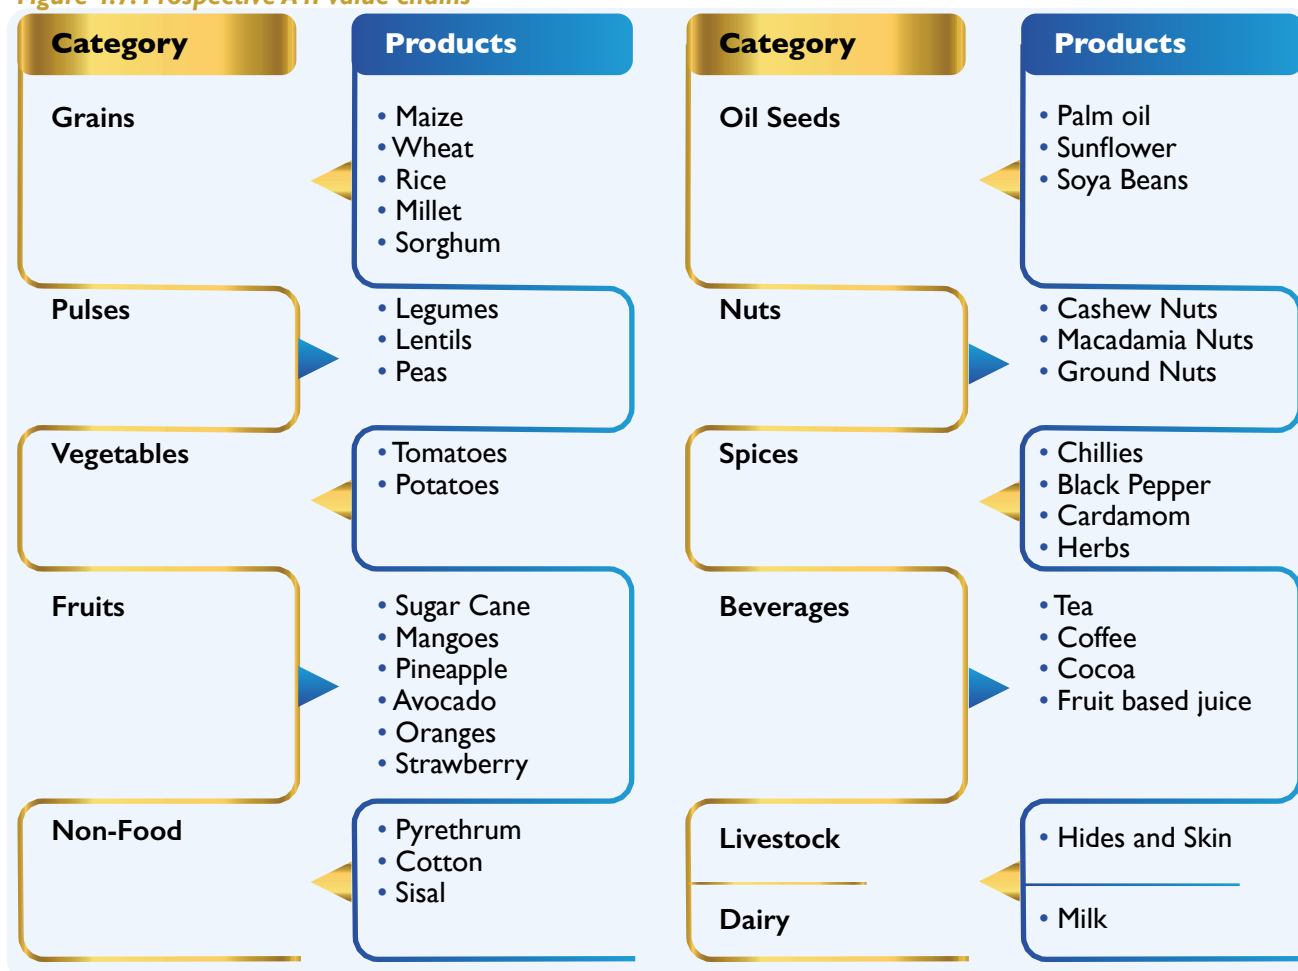 Category
Products
Grains
• Maize
• Wheat
• Rice
• Millet
• Sorghum
Pulses
• Legumes
• Lentils
• Peas
Vegetables
• Tomatoes
• Potatoes
Fruits
• Sugar Cane
• Mangoes
• Pineapple
• Avocado
• Oranges
• Strawberry
Non-Food
• Pyrethrum
• Cotton
• Sisal
Category
Products
Oil Seeds
• Palm oil
• Sunflower
• Soya Beans
Nuts
• Cashew Nuts
• Macadamia Nuts
• Ground Nuts
Spices
• Chillies
• Black Pepper
• Cardamom
• Herbs
Beverages
• Tea
• Coffee
• Cocoa
• Fruit based juice
Livestock
• Hides and Skin
Dairy
• Milk